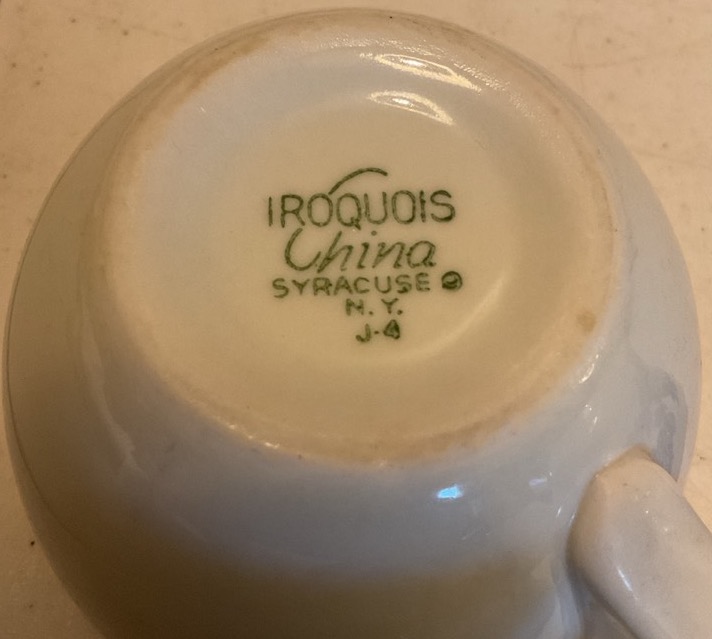 IROQUOIS
China
SYRACUSE
N.Y.
J-4